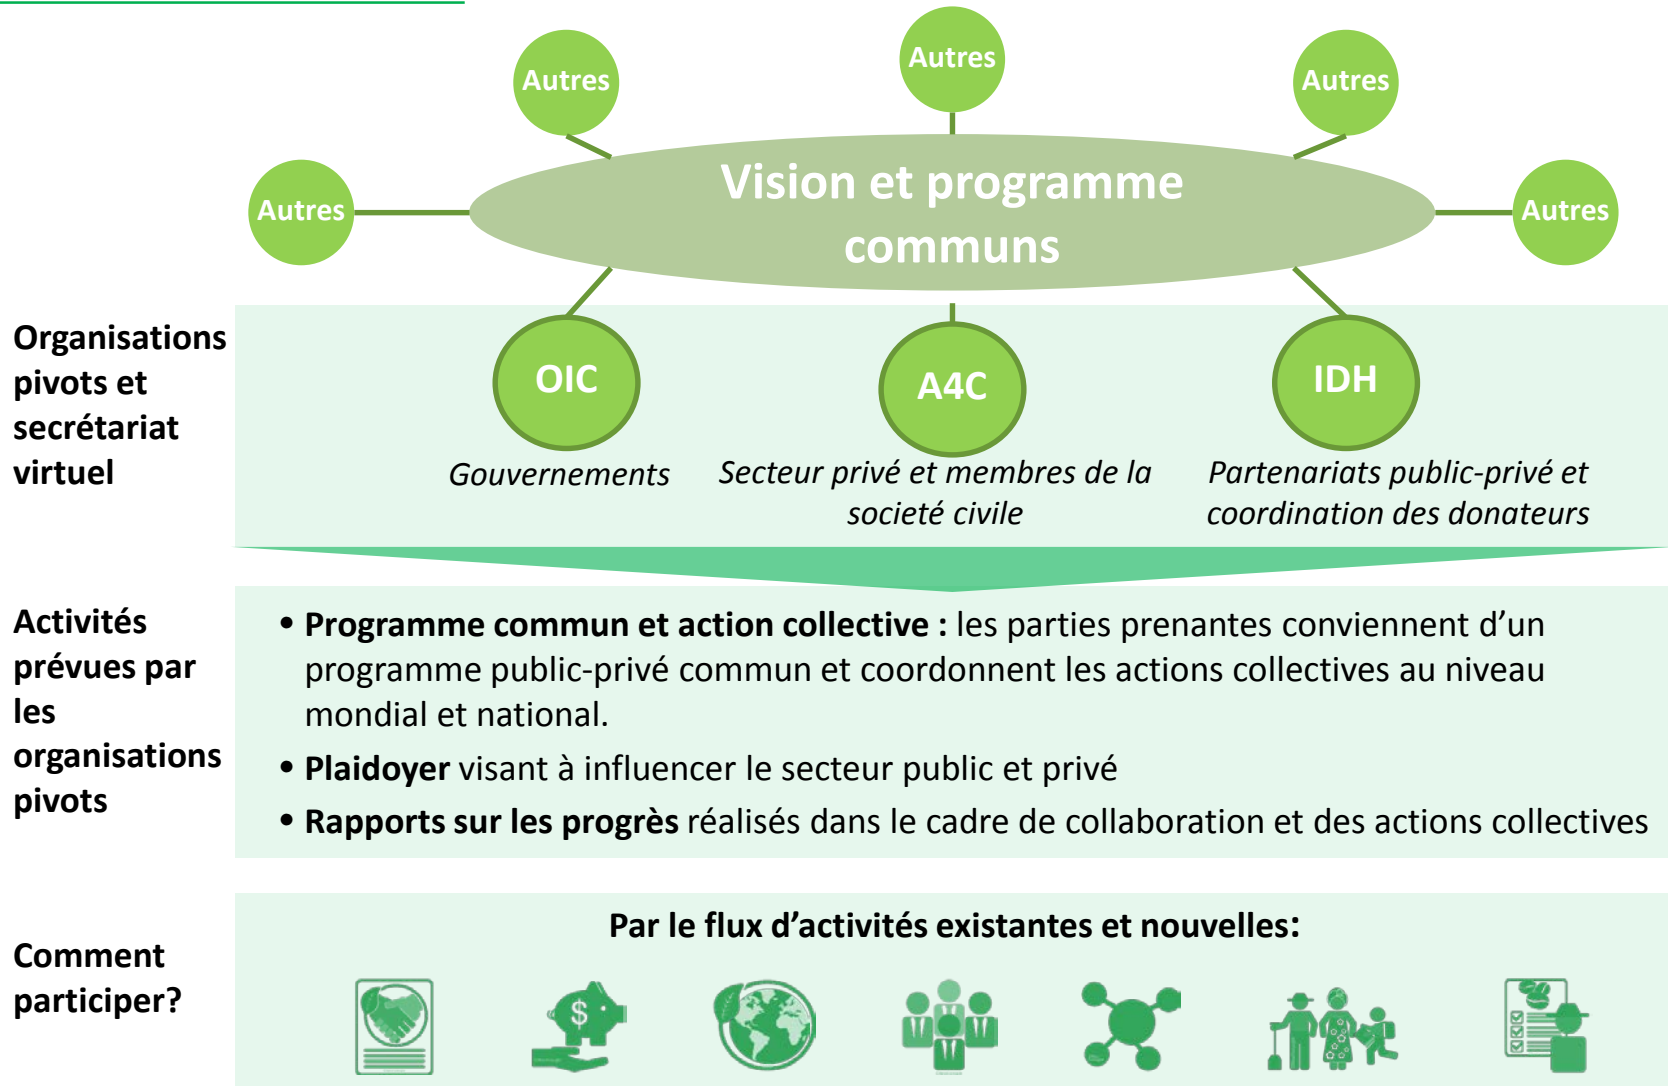 Autres
Autres
Autres
Autres
Autres
Vision et programme
communs
Organisations
pivots et
secrétariat
virtuel
OIC
A4C
IDH
Gouvernements
Secteur privé et membres de la
societé civile
Partenariats public-privé et
coordination des donateurs
Activités
prévues par
les
organisations
pivots
• Programme commun et action collective : les parties prenantes conviennent d’un
programme public-privé commun et coordonnent les actions collectives au niveau
mondial et national.
• Plaidoyer visant à influencer le secteur public et privé
• Rapports sur les progrès réalisés dans le cadre de collaboration et des actions collectives
Comment
participer?
Par le flux d’activités existantes et nouvelles:
$